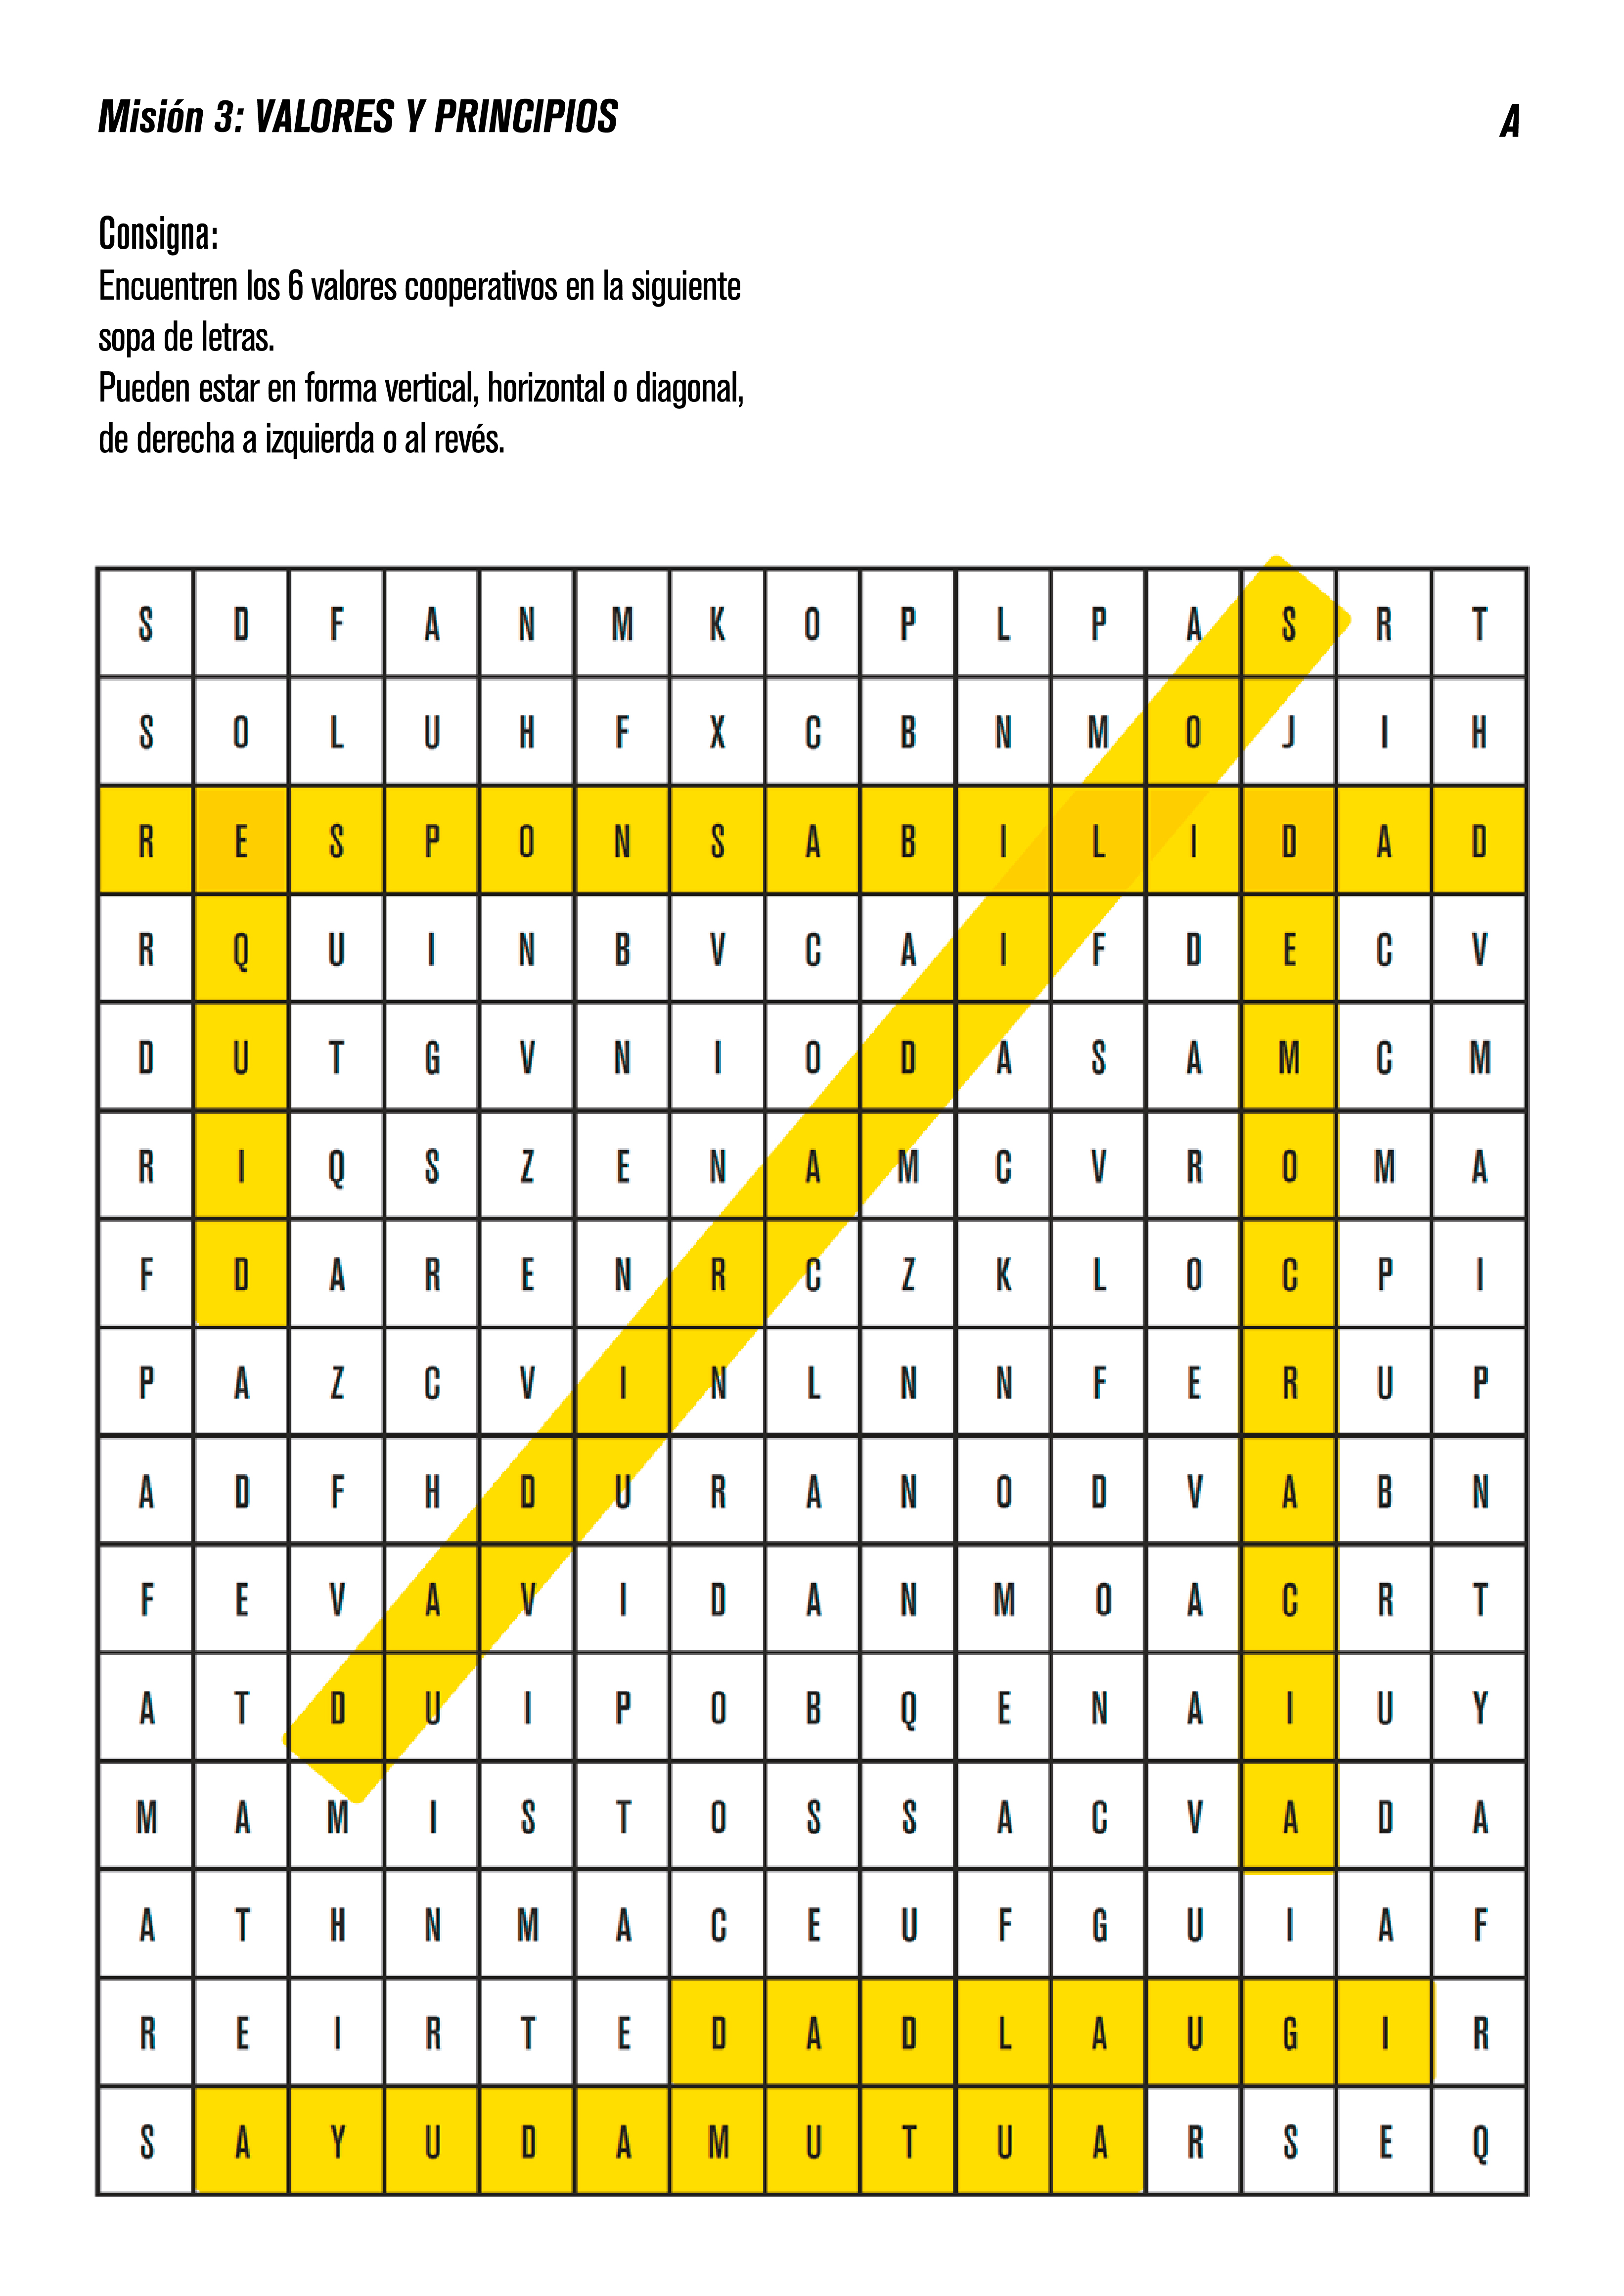 Misión 3: VALORES Y PRINCIPIOS
A
Consigna:
Encuentren los 6 valores cooperativos en la siguiente
sopa de letras.
Pueden estar en forma vertical, horizontal o diagonal,
de derecha a izquierda o al revés.
S D F A N M K O P L P A S R T
S O L U H F X C B N M O J I H
R E S P O N S A B I L I D A D
R Q U I N B V C A I F D E C V
D U T G V N I O D A S A M C M
R I Q S Z E N A M C V R O M A
F D A R E N R C Z K L O C P I
P A Z C V I N L N N F E R U P
A D F H D U R A N O D V A B N
F E V A V I D A N M O A C R T
A T D U I P O B Q E N A I U Y
M A M I S T O S S A C V A D A
A T H N M A C E U F G U I A F
R E I R T E D A D L A U G I R
S A Y U D A M U T U A R S E Q